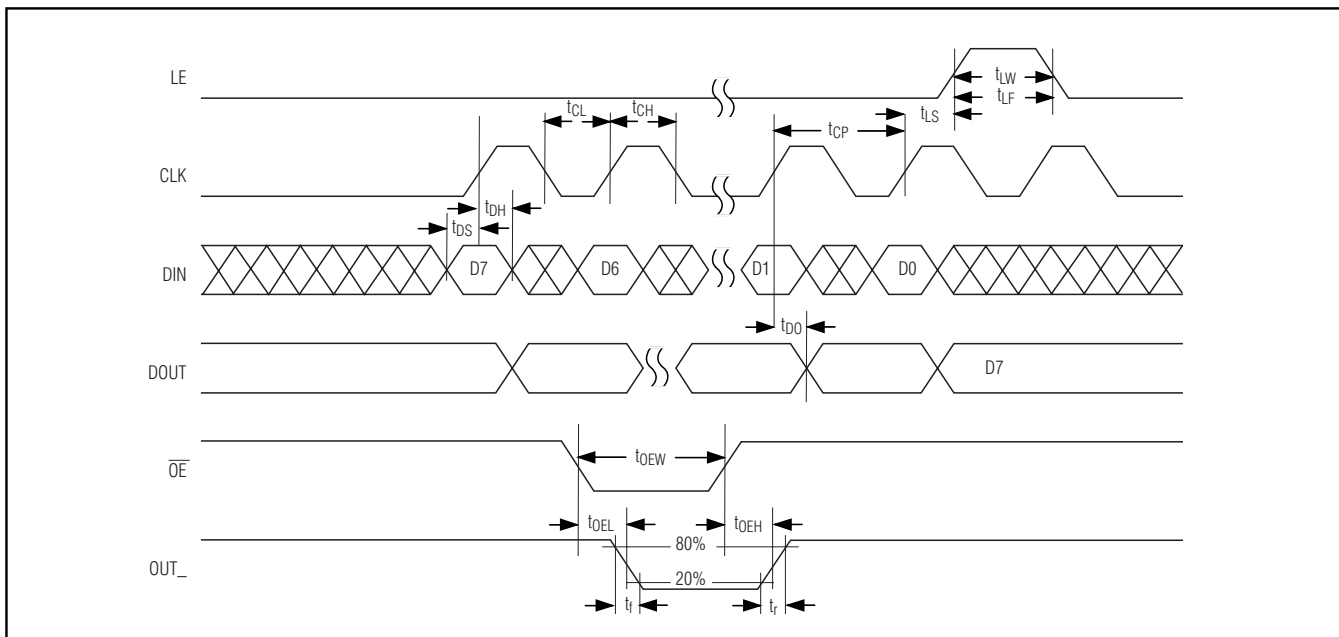 LE
tLW
tLF
tCL
tCH
tLS
tCP
CLK
tDH
tDS
DIN
D7
D6
D1
D0
tDO
DOUT
D7
OE
tOEW
tOEL
tOEH
80%
OUT_
20%
tf
tr